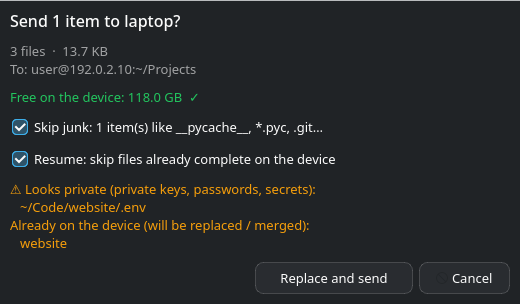 Send 1 item to laptop?
3 files · 13.7 KB
To: user@192.0.2.10:~/Projects
Free on the device: 118.0 GB ✓
Skip junk: 1 item(s) like __pycache__, *.pyc, .git...
Resume: skip files already complete on the device
⚠ Looks private (private keys, passwords, secrets):
~/Code/website/.env
Already on the device (will be replaced / merged):
website
Replace and send Cancel